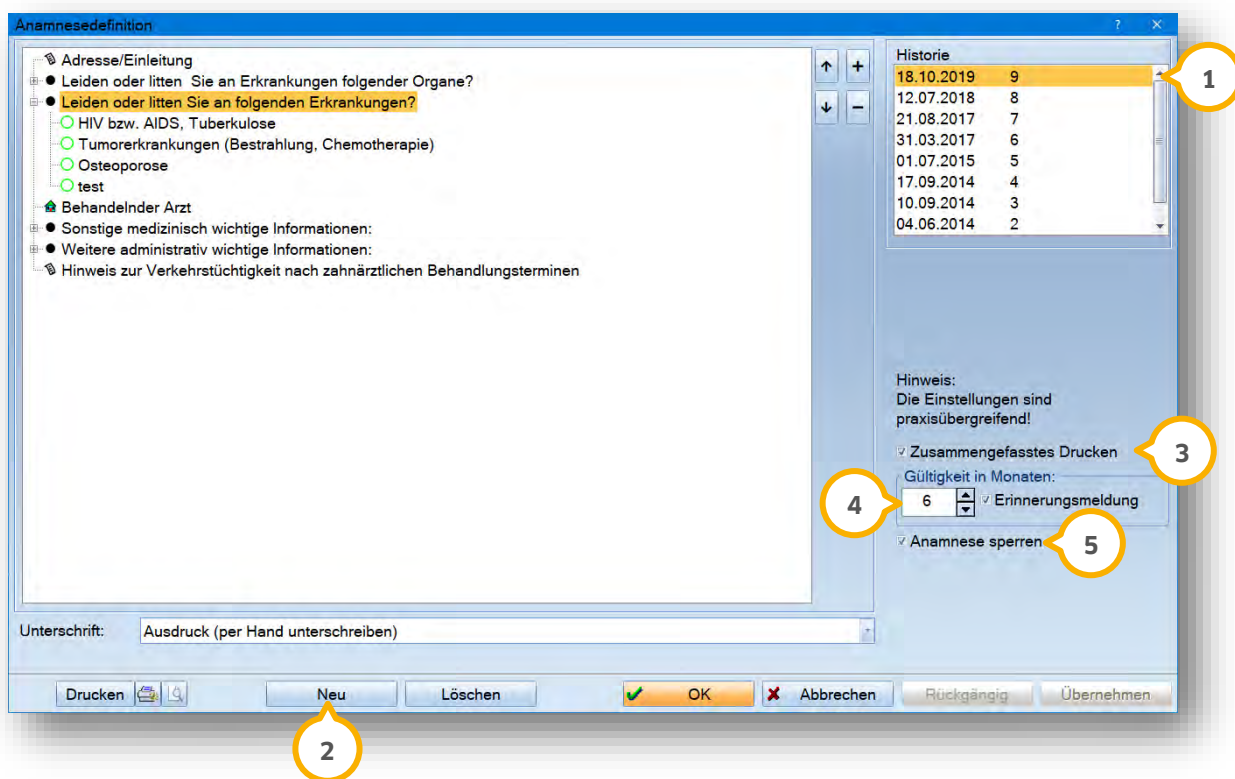 Anamnesedefinition
?
Adresse/Einleitung
Leiden oder litten Sie an Erkrankungen folgender Organe?
Leiden oder litten Sie an folgenden Erkrankungen?
HIV bzw. AIDS, Tuberkulose
Tumorerkrankungen (Bestrahlung, Chemotherapie)
Osteoporose
test
Behandelnder Arzt
Sonstige medizinisch wichtige Informationen:
Weitere administrativ wichtige Informationen:
Hinweis zur Verkehrstüchtigkeit nach zahnärztlichen Behandlungsterminen
Historie
18.10.2019 9
12.07.2018 8
21.08.2017 7
31.03.2017 6
01.07.2015 5
17.09.2014 4
10.09.2014 3
04.06.2014 2
1
Hinweis:
Die Einstellungen sind
praxisübergreifend!
Zusammengefasstes Drucken
3
Gültigkeit in Monaten:
4
6
Erinnerungsmeldung
Anamnese sperren
5
Unterschrift: Ausdruck (per Hand unterschreiben)
Drucken Neu Löschen OK Abbrechen Rückgängig Übernehmen
2